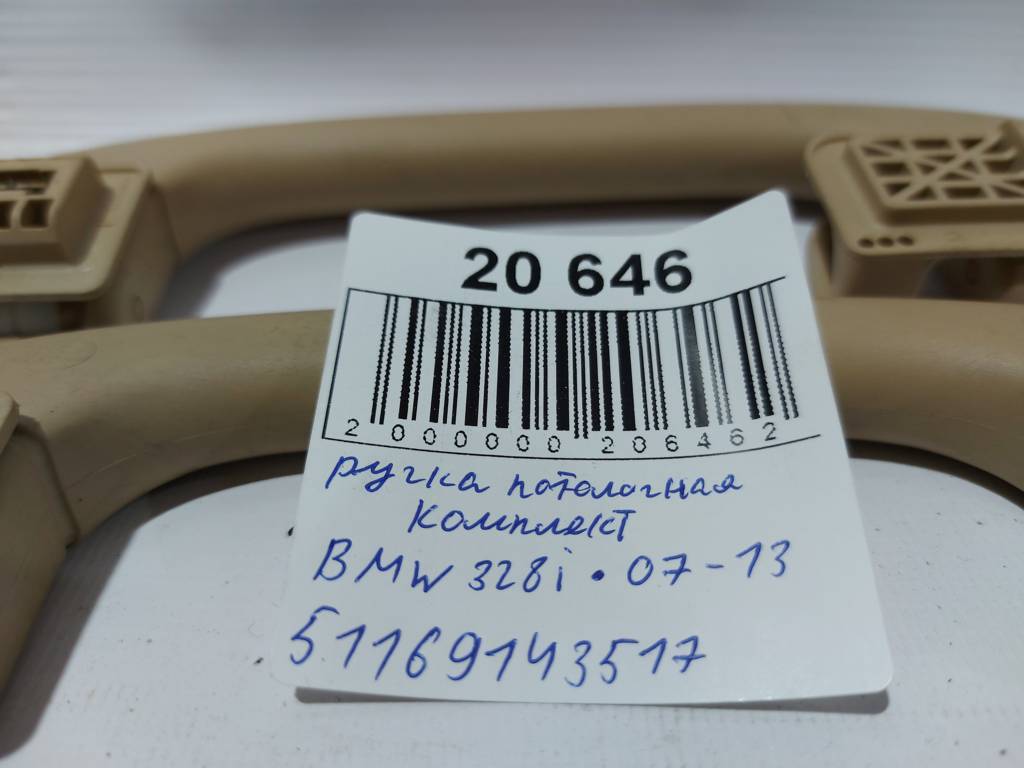 20 646
2 000000 206462
ручка потолочная
комплект
BMW 328i • 07-13
51169143517